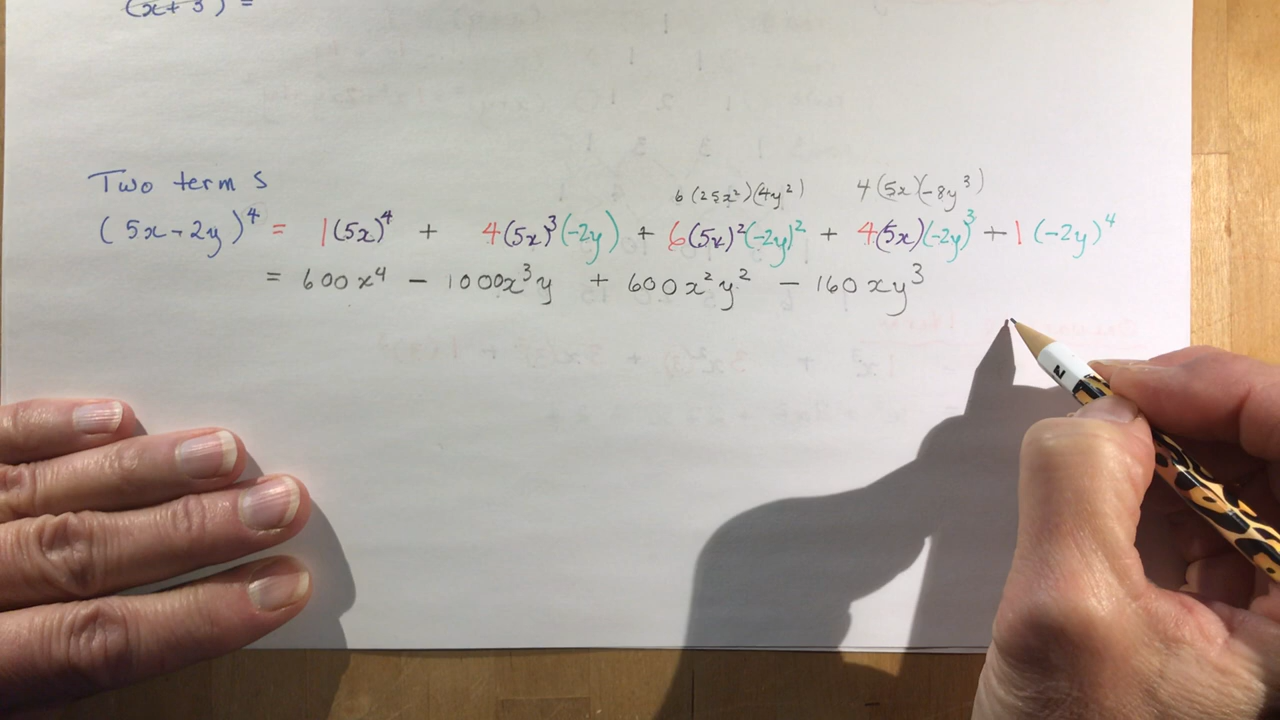 (x+3) =
Two terms
6(25x²)(4y²) 4(5x)(-8y³)
(5x-2y)⁴ = 1(5x)⁴ + 4(5x)³(-2y) + 6(5x)²(-2y)² + 4(5x)(-2y)³ + 1(-2y)⁴
= 600x⁴ - 1000x³y + 600x²y² - 160xy³